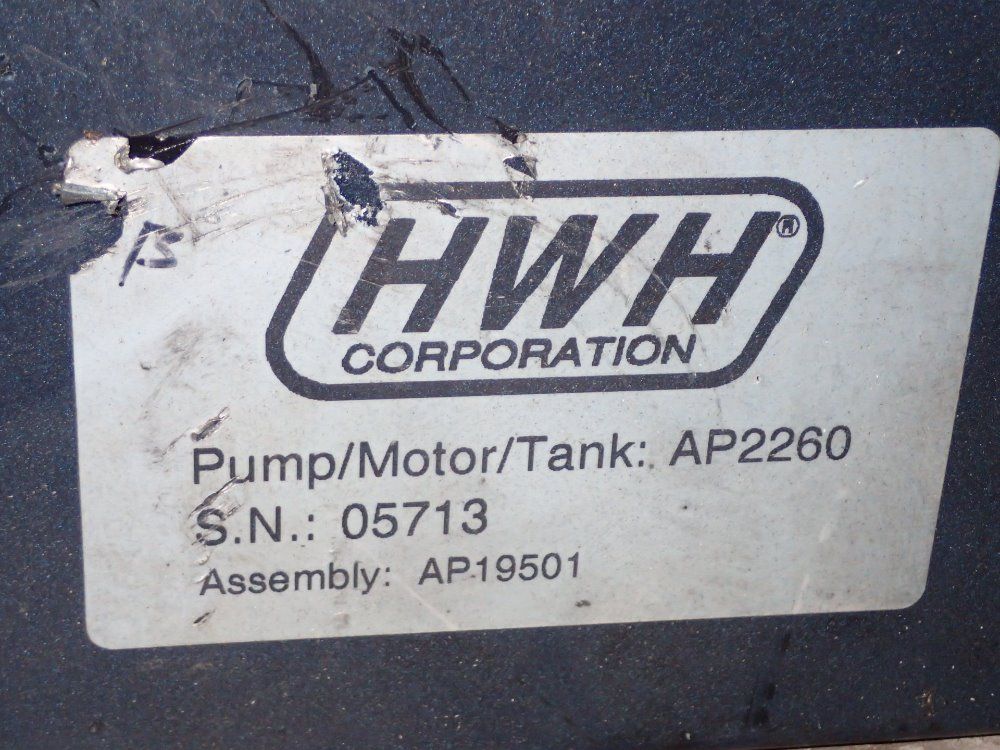 HWH®
CORPORATION
Pump/Motor/Tank: AP2260
S.N.: 05713
Assembly: AP19501